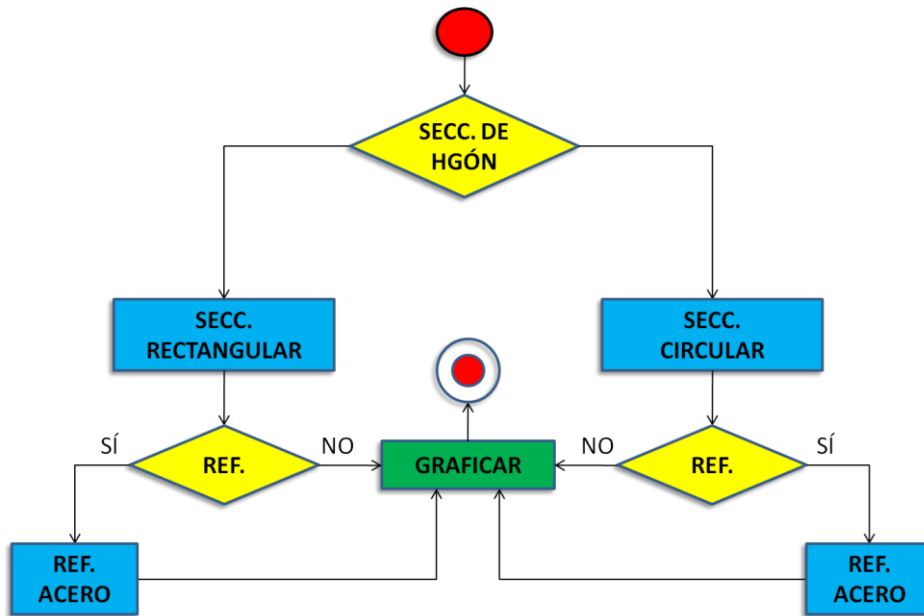 SECC. DE
HGÓN
SECC.
RECTANGULAR
SECC.
CIRCULAR
SÍ
REF.
NO
GRAFICAR
NO
REF.
SÍ
REF.
ACERO
REF.
ACERO